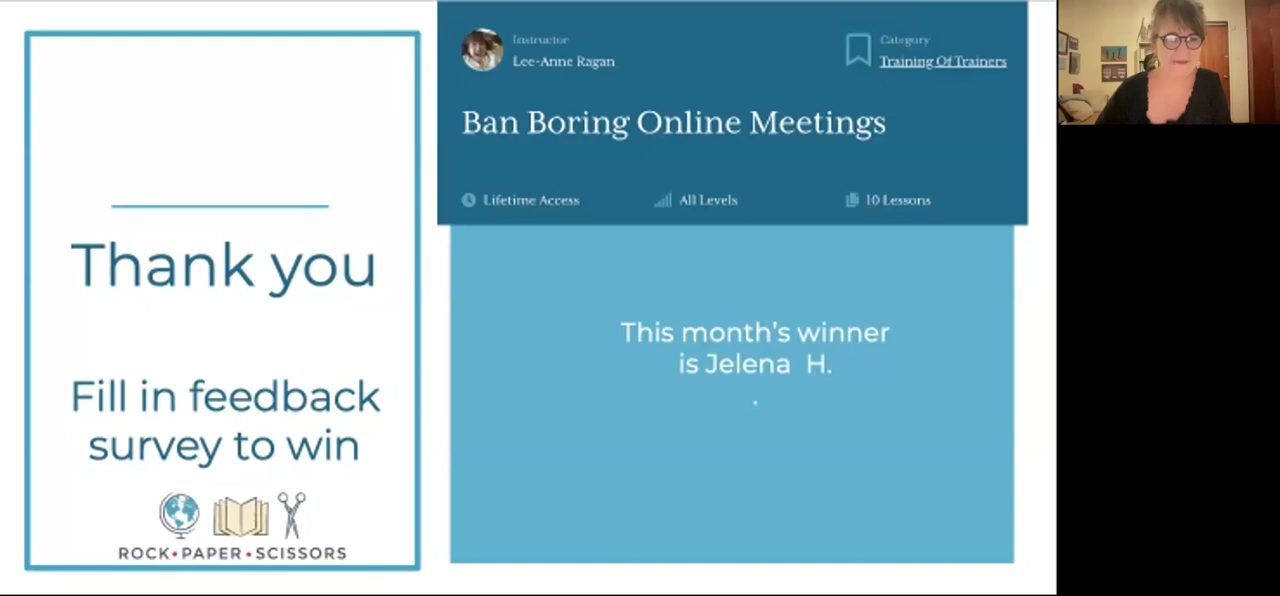 Thank you
Fill in feedback
survey to win
ROCK•PAPER•SCISSORS
Instructor
Lee-Anne Ragan
Category
Training Of Trainers
Ban Boring Online Meetings
Lifetime Access
All Levels
10 Lessons
This month's winner
is Jelena H.
.